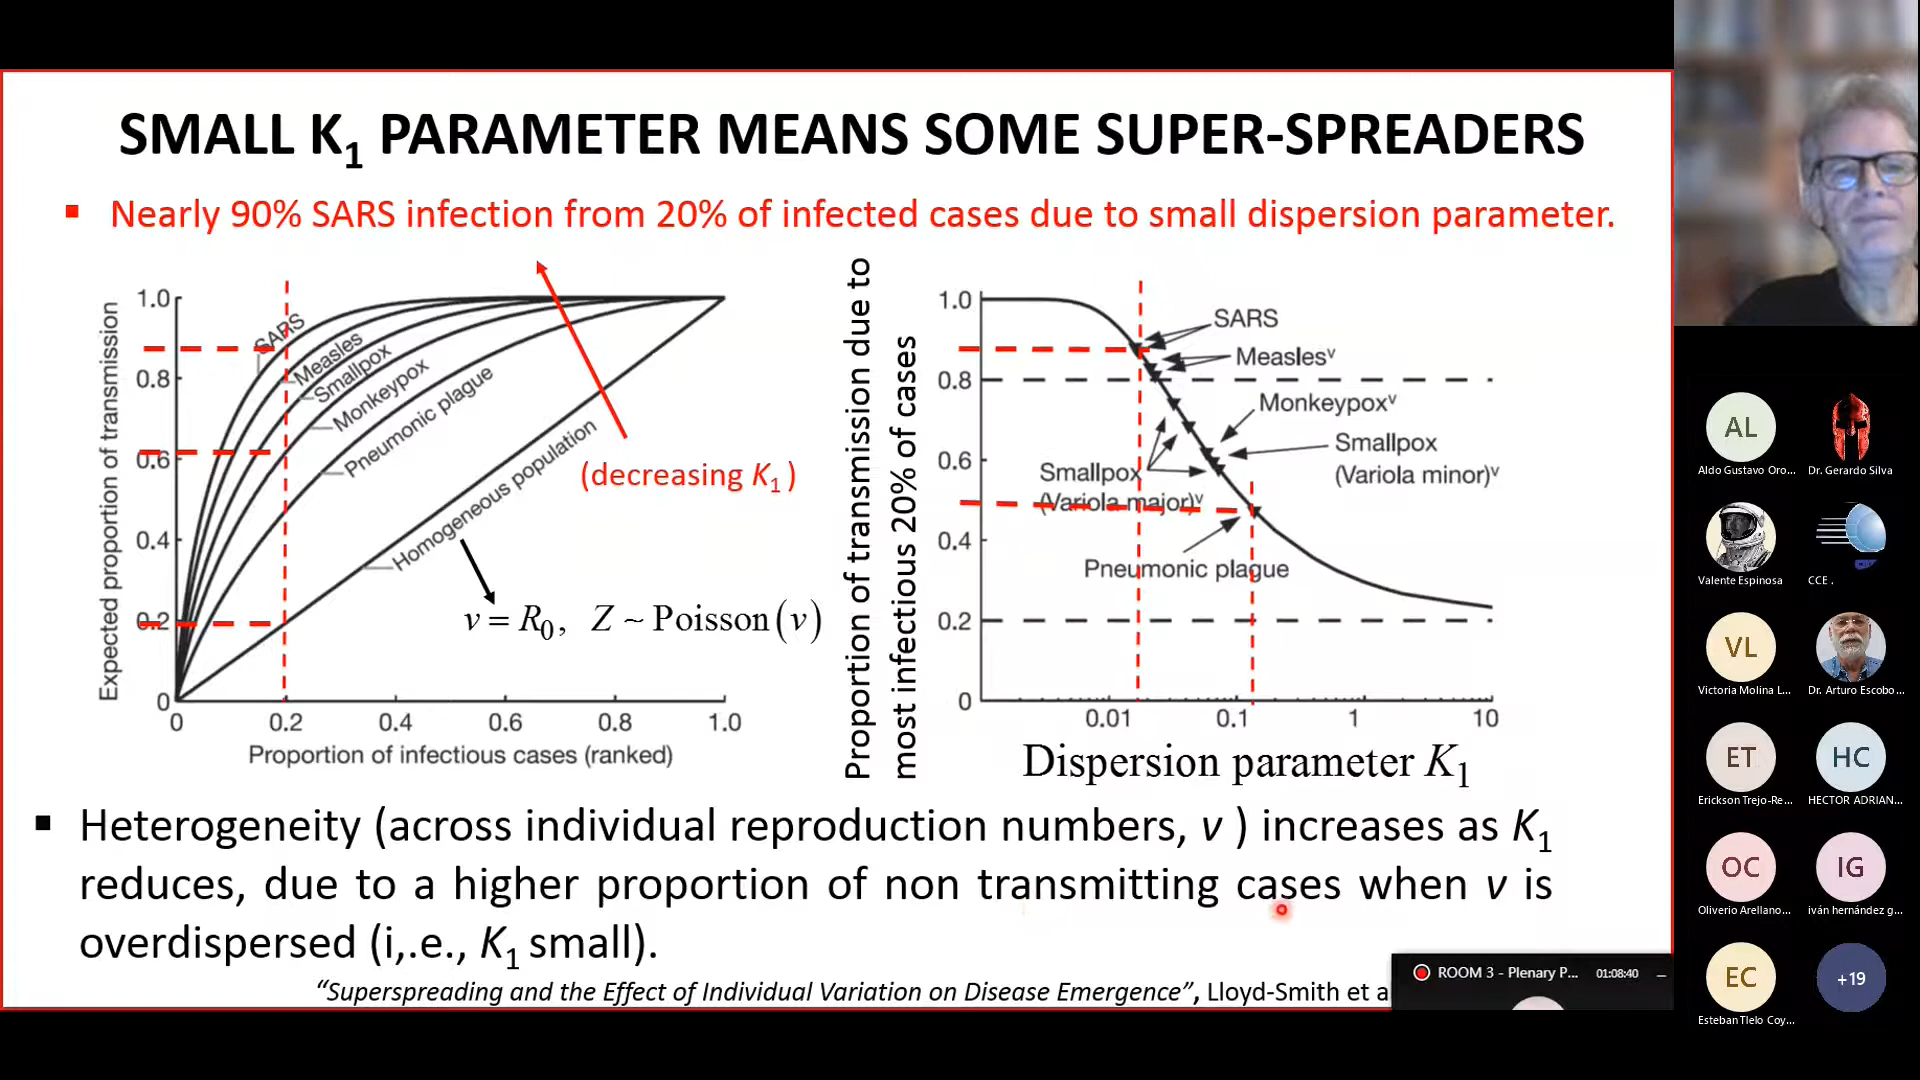 SMALL K1 PARAMETER MEANS SOME SUPER-SPREADERS
▪ Nearly 90% SARS infection from 20% of infected cases due to small dispersion parameter.
Expected proportion of transmission
1.0
0.8
0.6
0.4
0.2
0
0 0.2 0.4 0.6 0.8 1.0
Proportion of infectious cases (ranked)
SARS
Measles
Smallpox
Monkeypox
Pneumonic plague
Homogeneous population
(decreasing K1)
v = R0, Z ~ Poisson(v)
Proportion of transmission due to
most infectious 20% of cases
1.0
0.8
0.6
0.4
0.2
0
0.01 0.1 1 10
Dispersion parameter K1
SARS
Measlesᵛ
Monkeypoxᵛ
Smallpox
(Variola minor)ᵛ
Smallpox
(Variola major)ᵛ
Pneumonic plague
▪ Heterogeneity (across individual reproduction numbers, v ) increases as K1
reduces, due to a higher proportion of non transmitting cases when v is
overdispersed (i,.e., K1 small).
“Superspreading and the Effect of Individual Variation on Disease Emergence”, Lloyd-Smith et a
ROOM 3 - Plenary P... 01:08:40
AL
Aldo Gustavo Oro... Dr. Gerardo Silva
Valente Espinosa CCE .
VL
Victoria Molina L... Dr. Arturo Escobo...
ET HC
Erickson Trejo-Re... HECTOR ADRIAN...
OC IG
Oliverio Arellano... iván hernández g...
EC +19
Esteban Tlelo Coy...